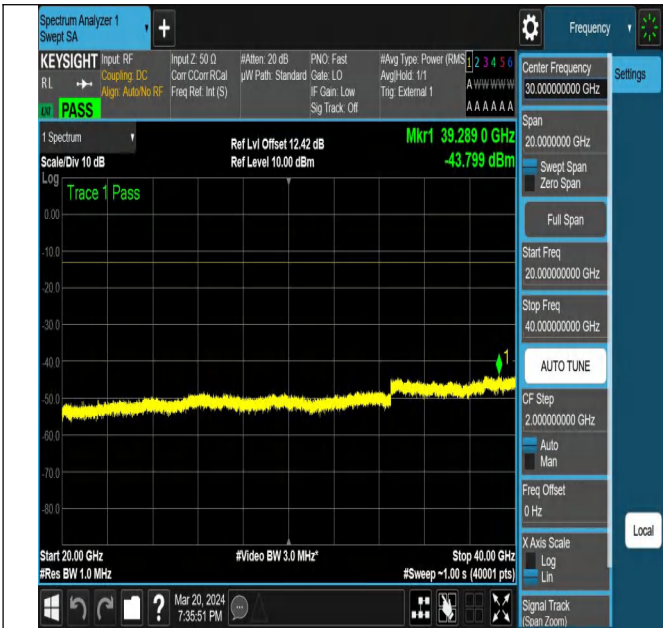 Spectrum Analyzer 1
Swept SA
+
Frequency
KEYSIGHT
RL
PASS
Input: RF
Coupling: DC
Align: Auto/No RF
Input Z: 50 Ω
Corr CCorr RCal
Freq Ref: Int (S)
#Atten: 20 dB
µW Path: Standard
PNO: Fast
Gate: LO
IF Gain: Low
Sig Track: Off
#Avg Type: Power (RMS
Avg|Hold: 1/1
Trig: External 1
1 2 3 4 5 6
A W W W W W
A A A A A A
1 Spectrum
Scale/Div 10 dB
Ref Lvl Offset 12.42 dB
Ref Level 10.00 dBm
Mkr1 39.289 0 GHz
-43.799 dBm
Log
Trace 1 Pass
0.00
-10.0
-20.0
-30.0
-40.0
-50.0
-60.0
-70.0
-80.0
1
Start 20.00 GHz
#Res BW 1.0 MHz
#Video BW 3.0 MHz*
Stop 40.00 GHz
#Sweep ~1.00 s (40001 pts)
?
Mar 20, 2024
7:35:51 PM
Center Frequency
30.000000000 GHz
Settings
Span
20.0000000 GHz
Swept Span
Zero Span
Full Span
Start Freq
20.000000000 GHz
Stop Freq
40.000000000 GHz
AUTO TUNE
CF Step
2.000000000 GHz
Auto
Man
Freq Offset
0 Hz
Local
X Axis Scale
Log
Lin
Signal Track
(Span Zoom)